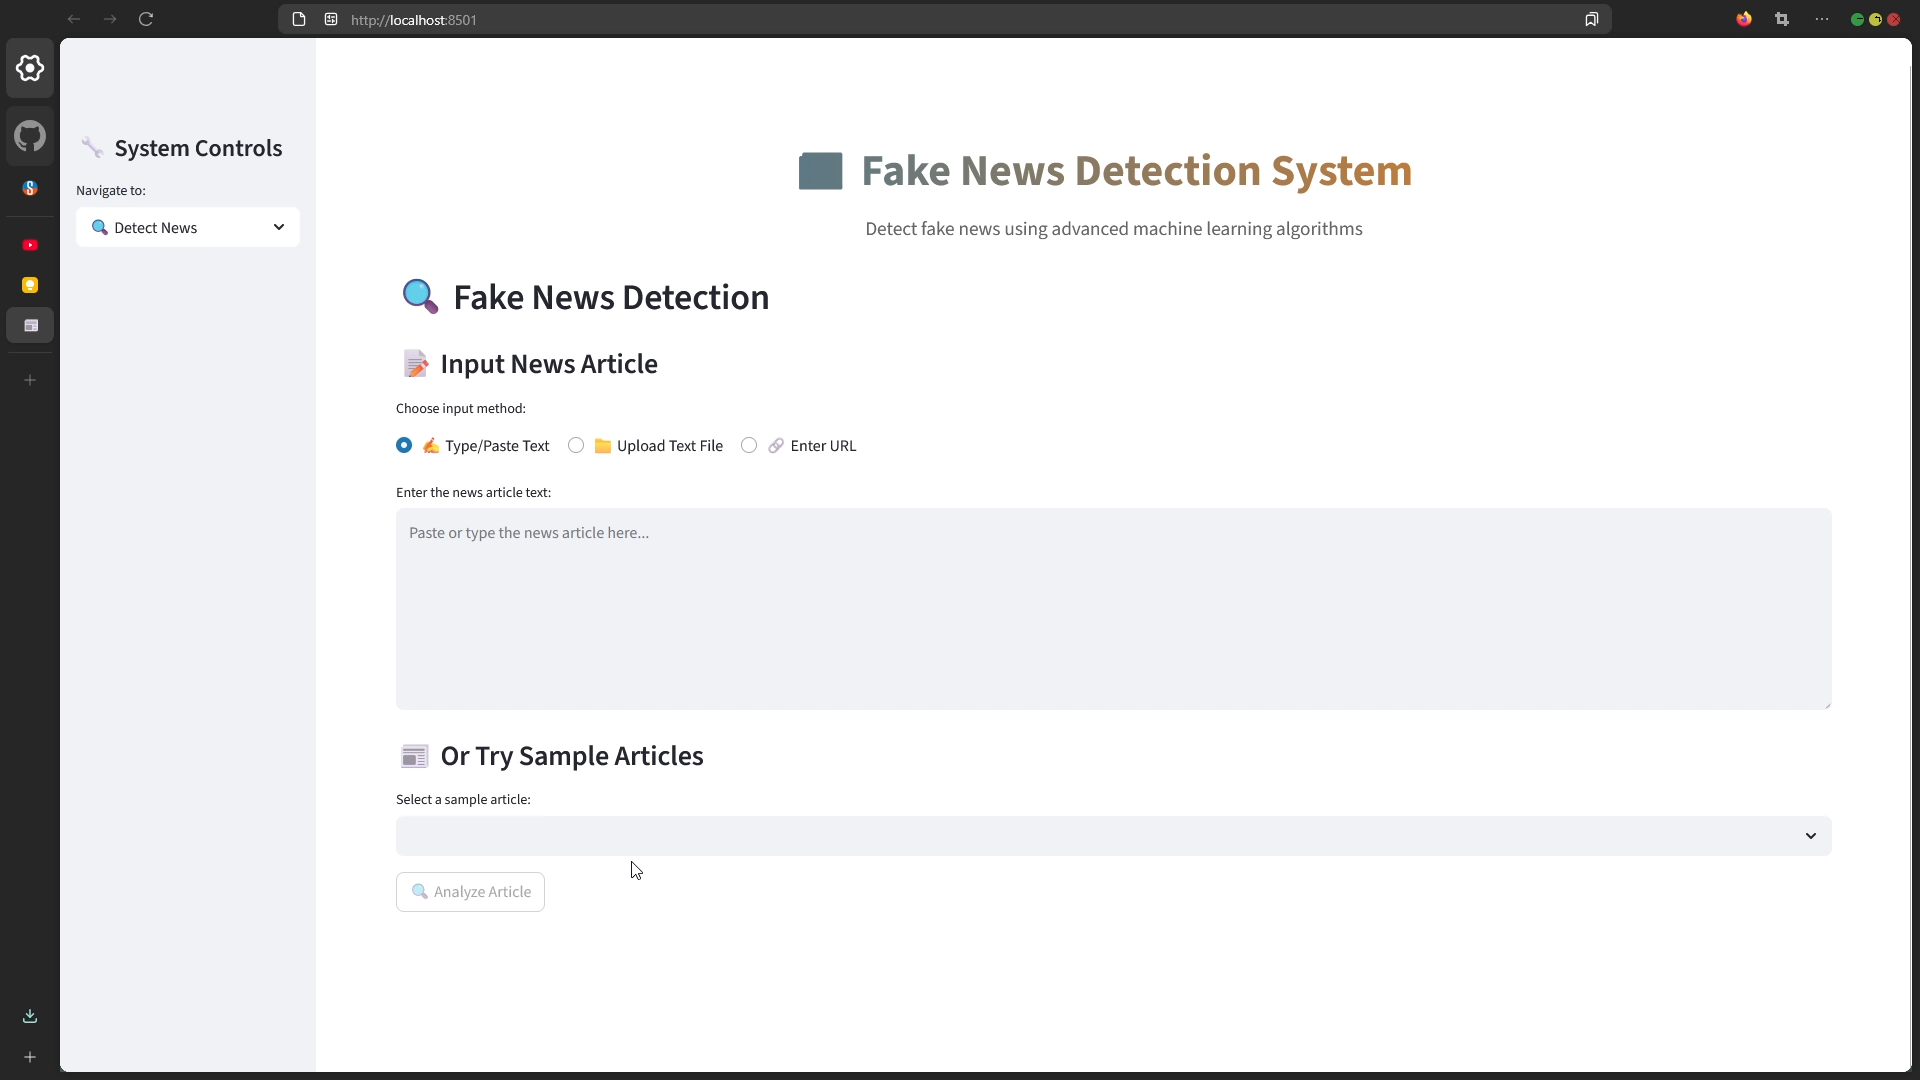 http://localhost:8501
System Controls
Navigate to:
Detect News
Fake News Detection System
Detect fake news using advanced machine learning algorithms
Fake News Detection
Input News Article
Choose input method:
Type/Paste Text
Upload Text File
Enter URL
Enter the news article text:
Paste or type the news article here...
Or Try Sample Articles
Select a sample article:
Analyze Article